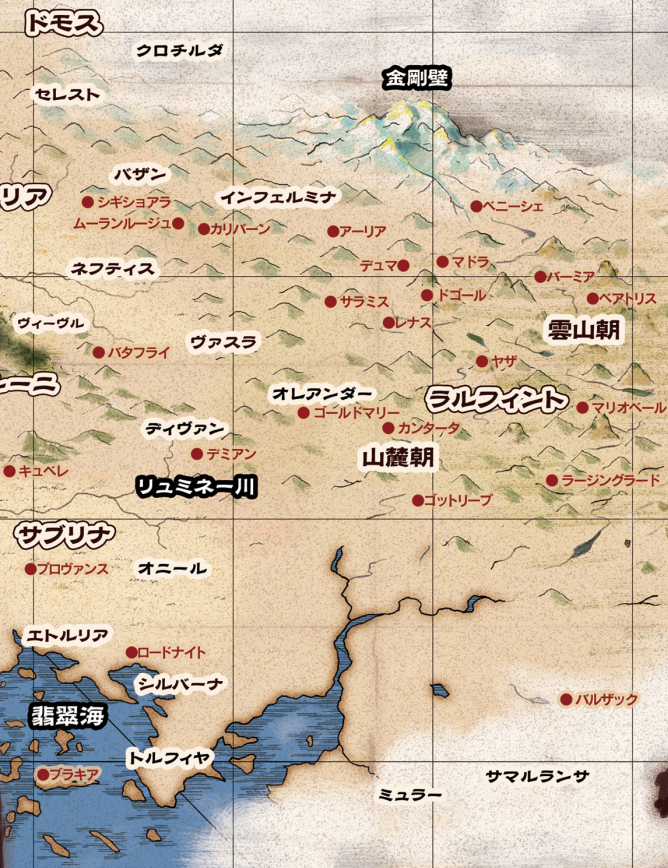 ドモス
クロチルダ
金剛壁
セレスト
バザン
リア
シギショアラ
インフェルミナ
ベニーシェ
ムーランルージュ
カリバーン
アーリア
デュマ
マドラ
ネフティス
バーミア
サラミス
ドゴール
ベアトリス
レナス
ヴィーヴル
雲山朝
ヴァスラ
バタフライ
ヤザ
ーニ
オレアンダー
ラルフィント
マリオベール
ゴールドマリー
カンタータ
ディヴァン
デミアン
山麓朝
キュベレ
リュミネー川
ラージングラード
ゴットリープ
サブリナ
プロヴァンス
オニール
エトルリア
ロードナイト
シルバーナ
バルザック
翡翠海
トルフィヤ
ブラキア
サマルランサ
ミュラー